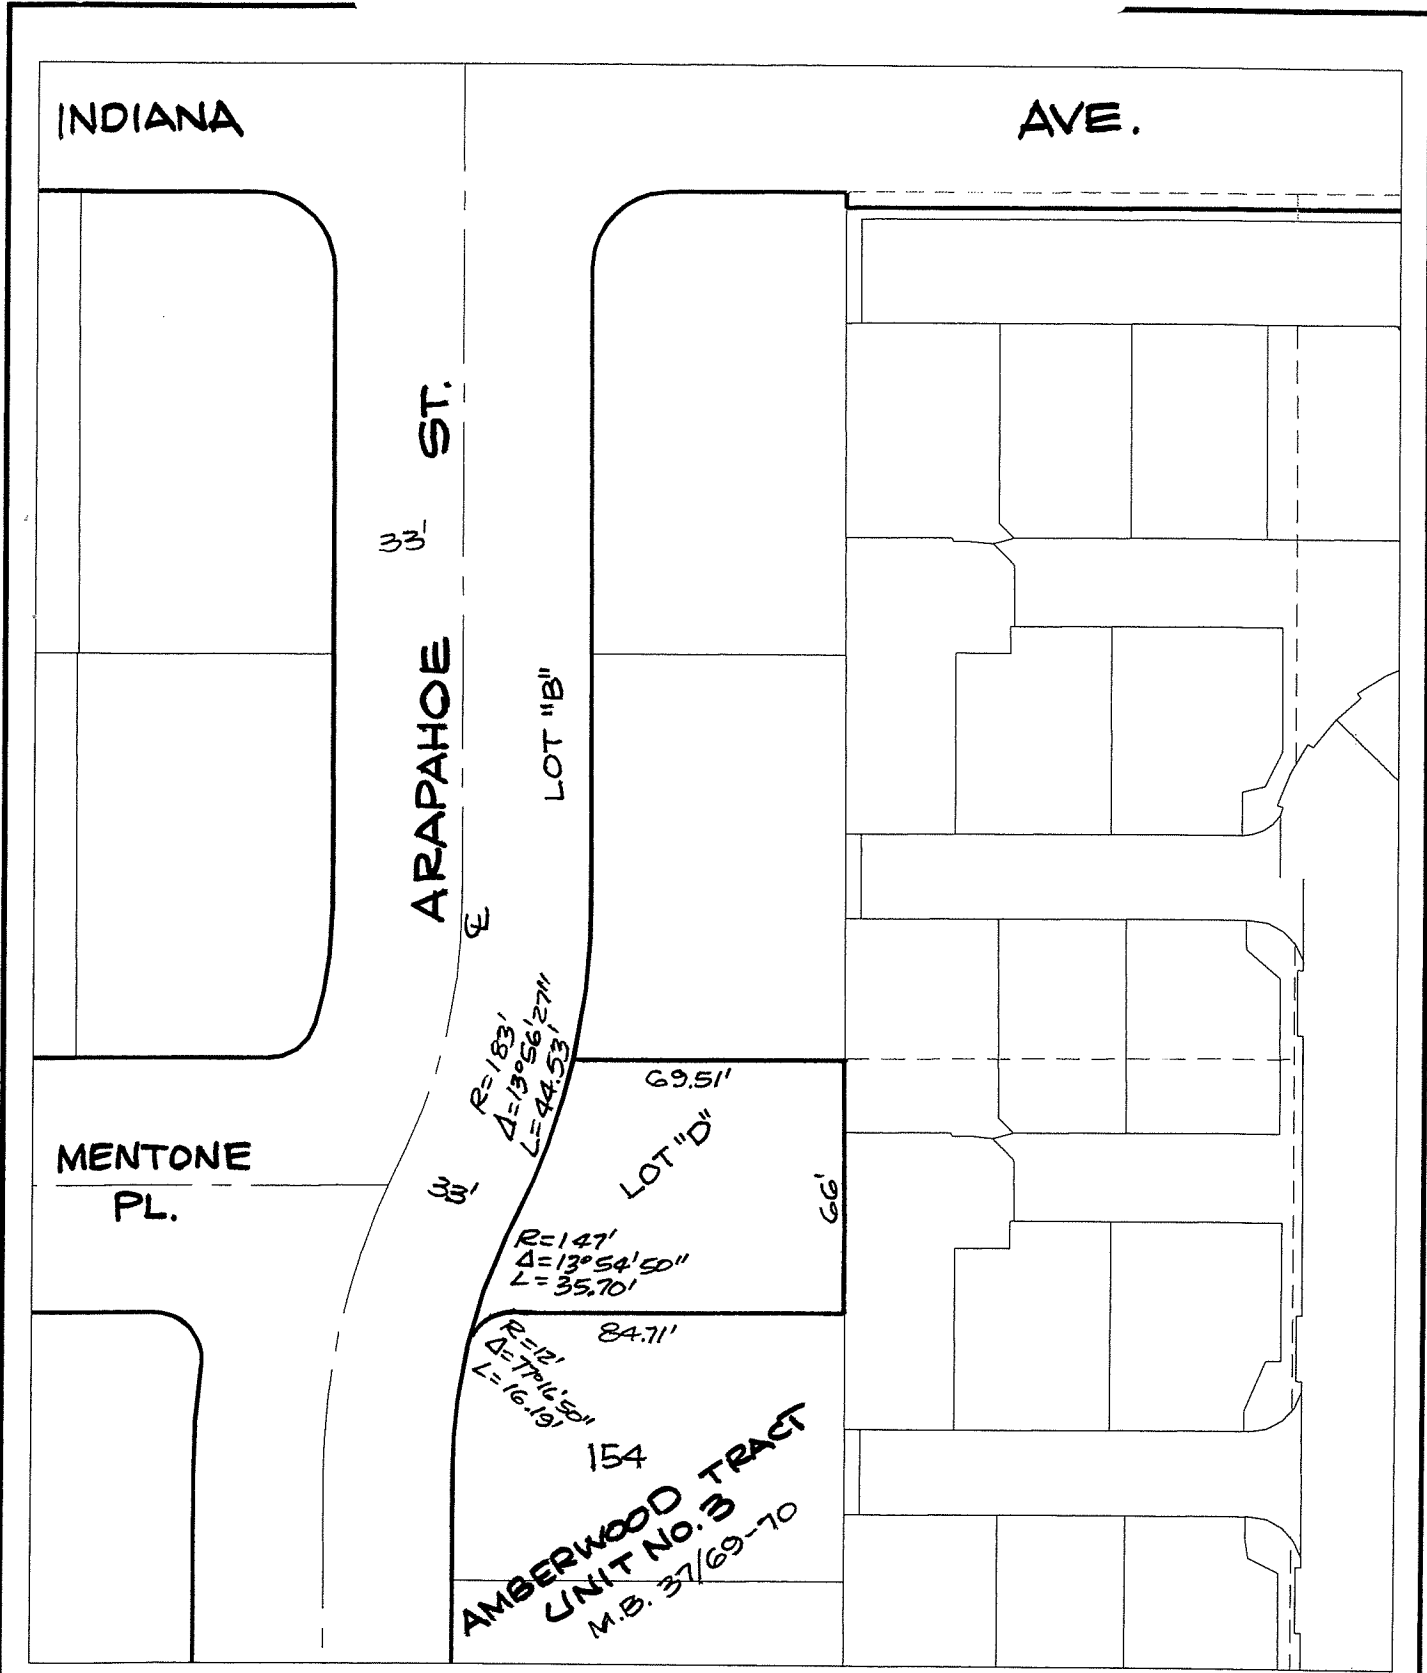 INDIANA AVE.
ARAPAHOE ST.
33'
LOT "B"
℄
R=183'
Δ=13°56'27"
L=44.53'
69.51'
LOT "D"
66'
MENTONE
PL.
33'
R=147'
Δ=13°54'50"
L=35.70'
84.71'
R=12'
Δ=77°16'50"
L=16.19'
154
AMBERWOOD TRACT
UNIT NO. 3
M.B. 37/69-70